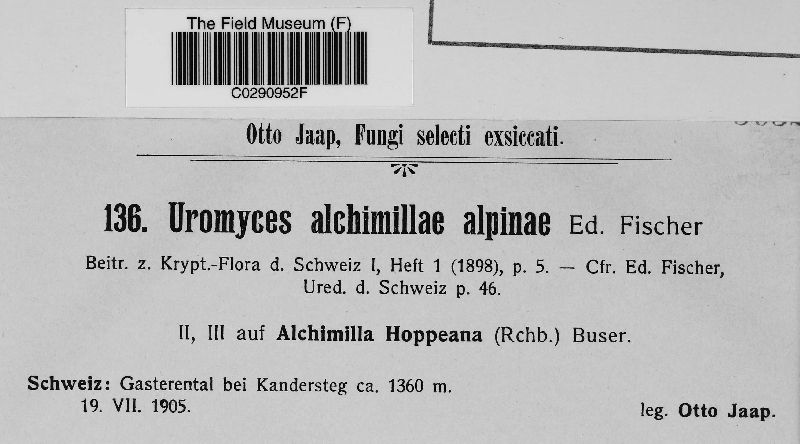 The Field Museum (F)
C0290952F
Otto Jaap, Fungi selecti exsiccati.
136. Uromyces alchimillae alpinae Ed. Fischer
Beitr. z. Krypt.-Flora d. Schweiz I, Heft 1 (1898), p. 5. — Cfr. Ed. Fischer,
Ured. d. Schweiz p. 46.
II, III auf Alchimilla Hoppeana (Rchb.) Buser.
Schweiz: Gasterental bei Kandersteg ca. 1360 m.
19. VII. 1905.
leg. Otto Jaap.